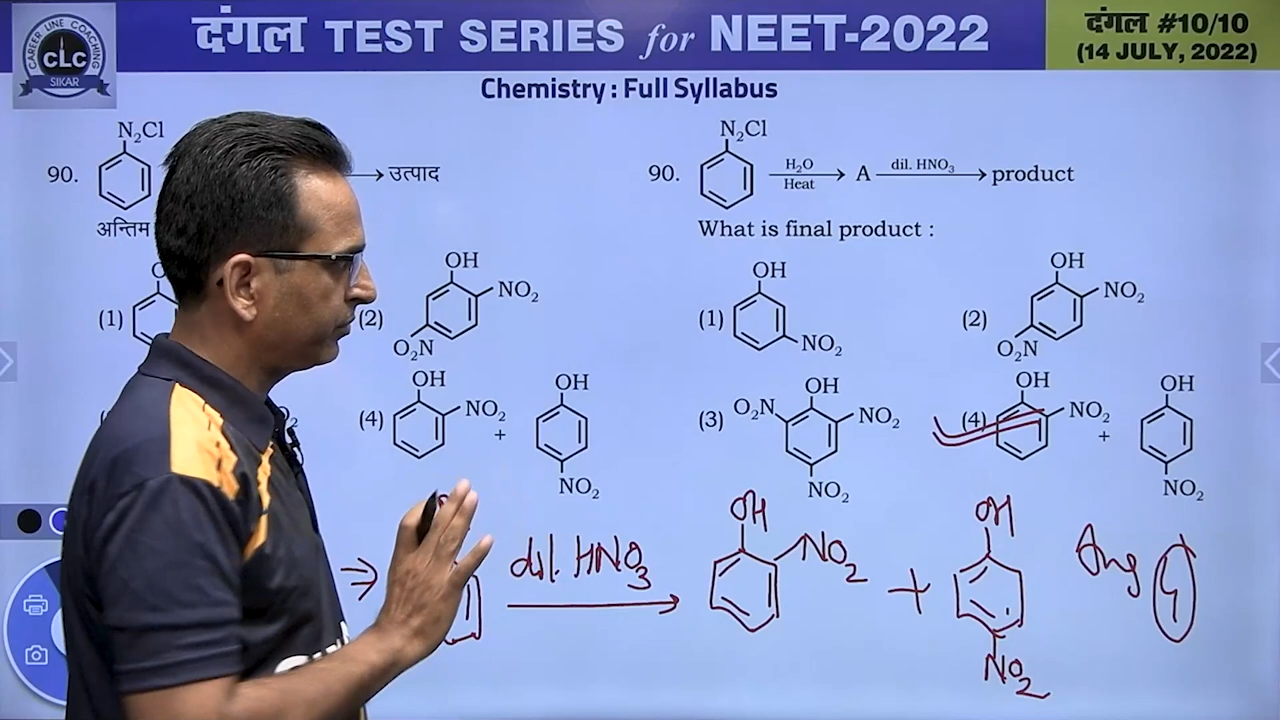 CAREER LINE COACHING
CLC
SIKAR
दंगल TEST SERIES for NEET-2022
दंगल #10/10
(14 JULY, 2022)
Chemistry : Full Syllabus
N₂Cl
90. → उत्पाद
अन्तिम
(1)
(2) OH NO₂ O₂N
(4) OH NO₂ + OH NO₂
N₂Cl
90. H₂O Heat → A dil. HNO₃ → product
What is final product :
(1) OH NO₂
(2) OH NO₂ O₂N
(3) O₂N OH NO₂ NO₂
(4) OH NO₂ + OH NO₂
⇒ dil. HNO₃ → OH NO₂ + OH NO₂ Ans 4